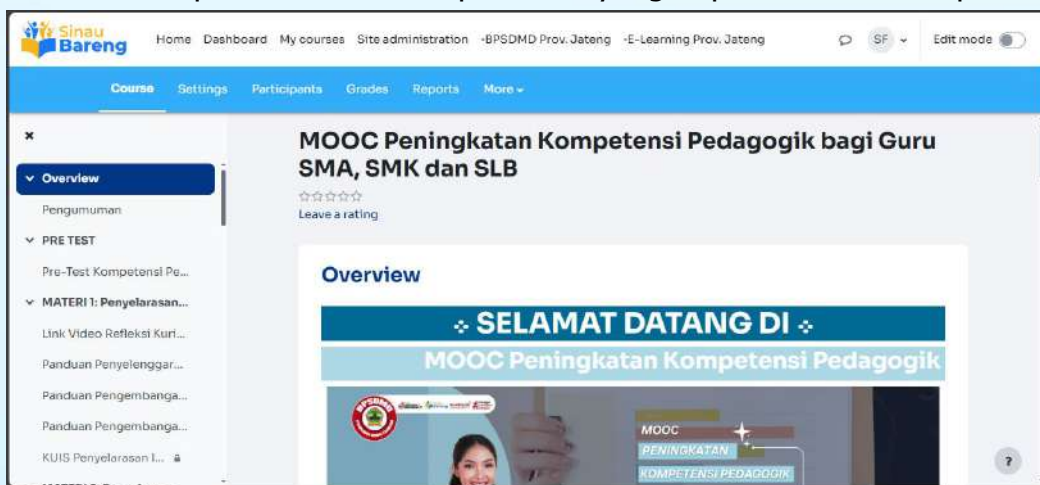 Sinau
Bareng
Home Dashboard My courses Site administration -BPSDMD Prov. Jateng -E-Learning Prov. Jateng SF Edit mode
Course Settings Participants Grades Reports More
Overview
Pengumuman
PRE TEST
Pre-Test Kompetensi Pe...
MATERI 1: Penyelarasan...
Link Video Refleksi Kuri...
Panduan Penyelenggar...
Panduan Pengembanga...
Panduan Pengembanga...
KUIS Penyelarasan I...
MOOC Peningkatan Kompetensi Pedagogik bagi Guru
SMA, SMK dan SLB
Leave a rating
Overview
SELAMAT DATANG DI
MOOC Peningkatan Kompetensi Pedagogik
BPSDMD
MOOC
PENINGKATAN
KOMPETENSI PEDAGOGIK
?